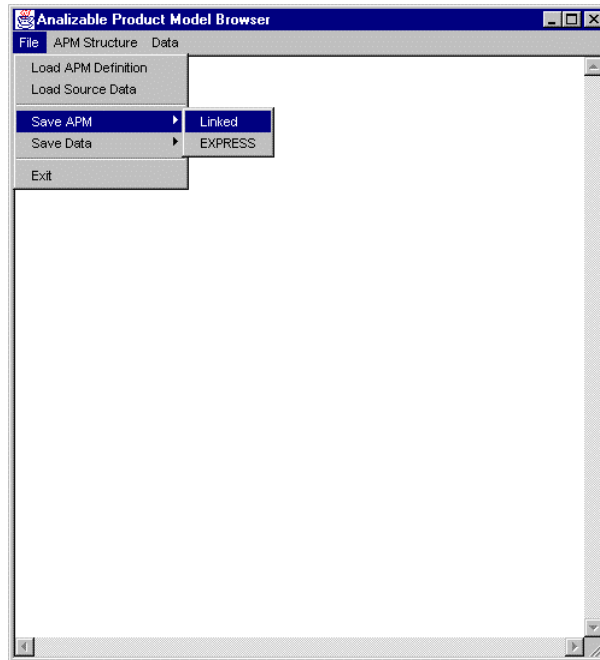 Analizable Product Model Browser
File APM Structure Data
Load APM Definition
Load Source Data
Save APM Linked
Save Data EXPRESS
Exit